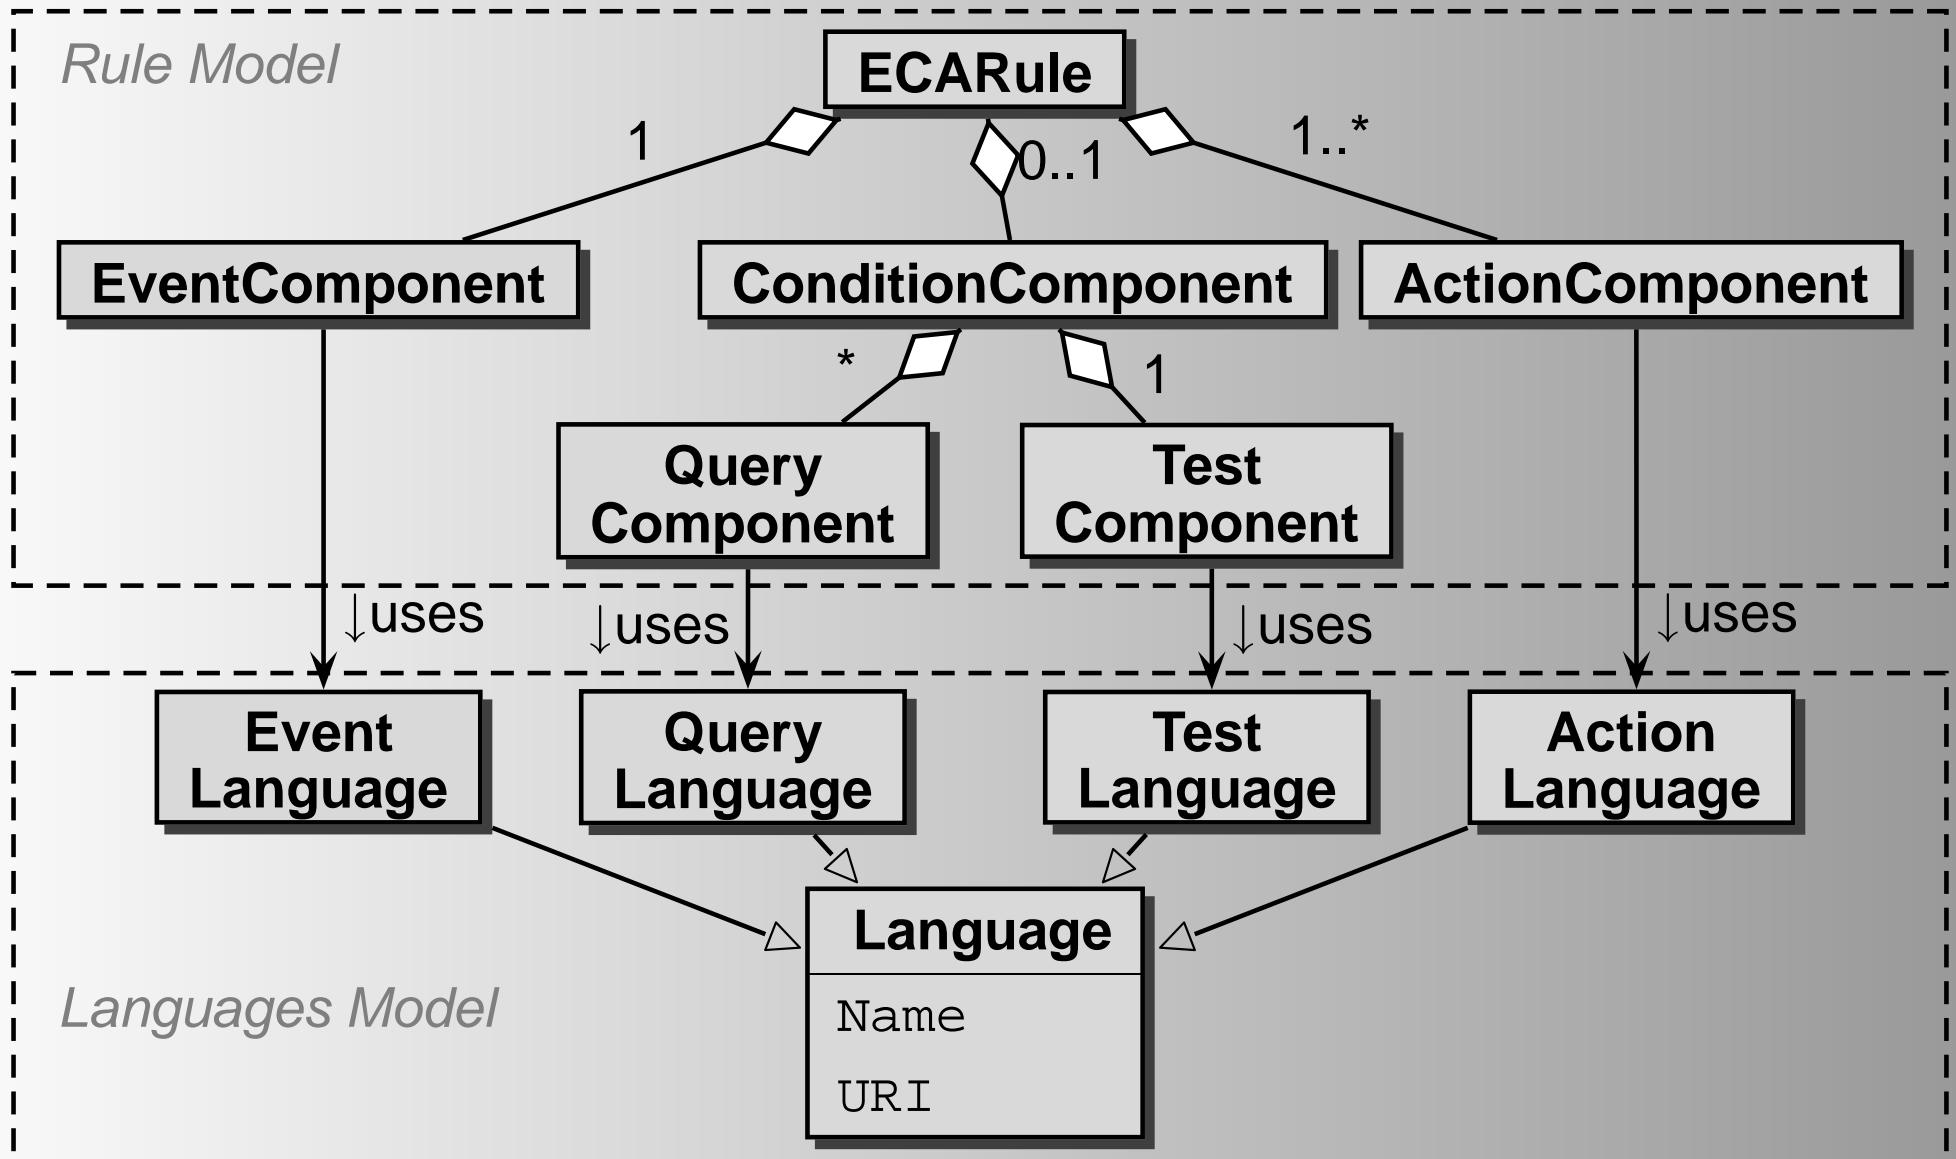 Rule Model
ECARule
1
0..1
1..*
EventComponent
ConditionComponent
ActionComponent
*
1
Query
Component
Test
Component
↓uses
↓uses
↓uses
↓uses
Event
Language
Query
Language
Test
Language
Action
Language
Language
Name
URI
Languages Model